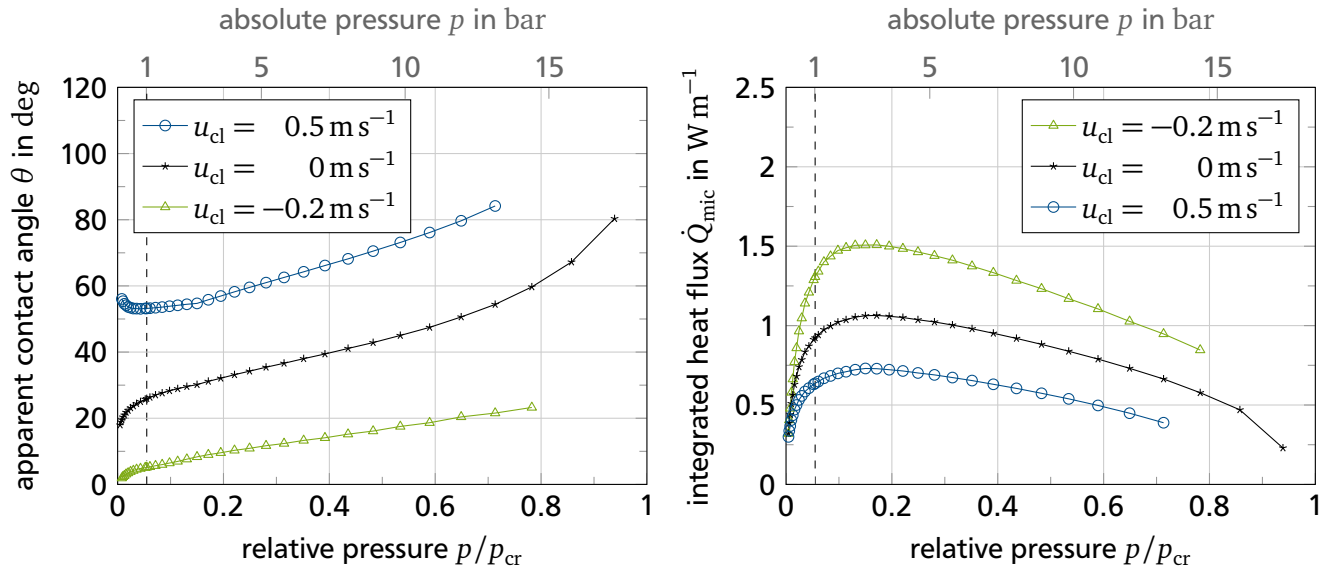 absolute pressure p in bar
1 5 10 15
120
100
80
60
40
20
0
apparent contact angle θ in deg
u_cl = 0.5 m s⁻¹
u_cl = 0 m s⁻¹
u_cl = −0.2 m s⁻¹
0 0.2 0.4 0.6 0.8 1
relative pressure p/p_cr
absolute pressure p in bar
1 5 10 15
2.5
2
1.5
1
0.5
0
integrated heat flux Q̇_mic in W m⁻¹
u_cl = −0.2 m s⁻¹
u_cl = 0 m s⁻¹
u_cl = 0.5 m s⁻¹
0 0.2 0.4 0.6 0.8 1
relative pressure p/p_cr